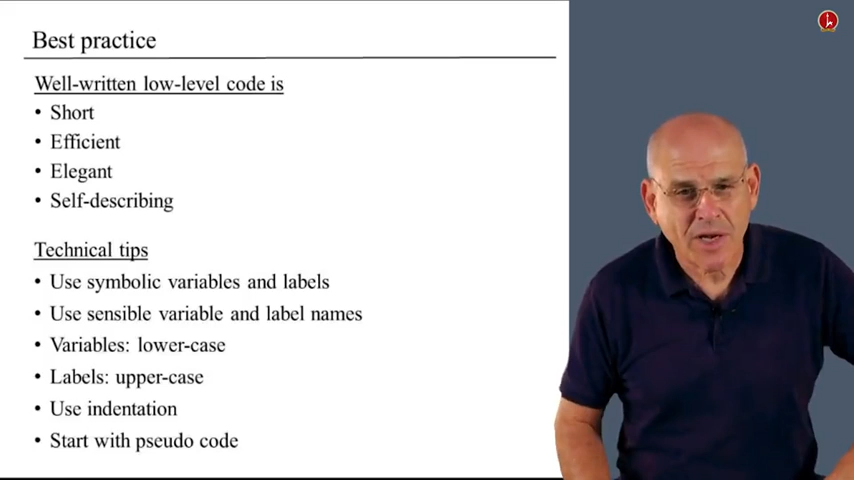 Best practice
Well-written low-level code is
• Short
• Efficient
• Elegant
• Self-describing
Technical tips
• Use symbolic variables and labels
• Use sensible variable and label names
• Variables: lower-case
• Labels: upper-case
• Use indentation
• Start with pseudo code